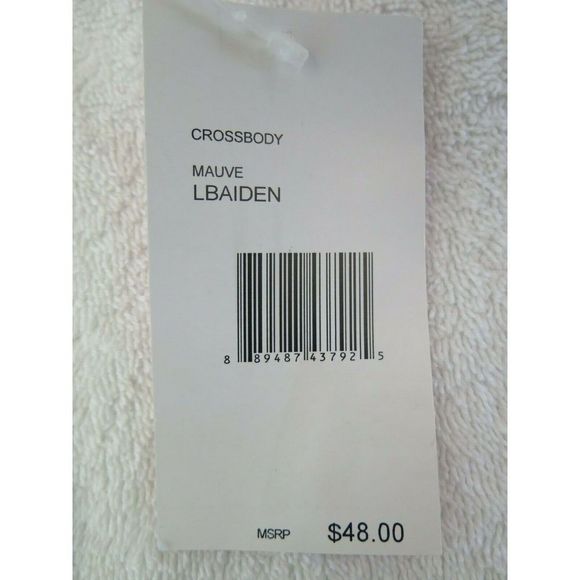 CROSSBODY
MAUVE
LBAIDEN
8 89487 43792 5
MSRP $48.00